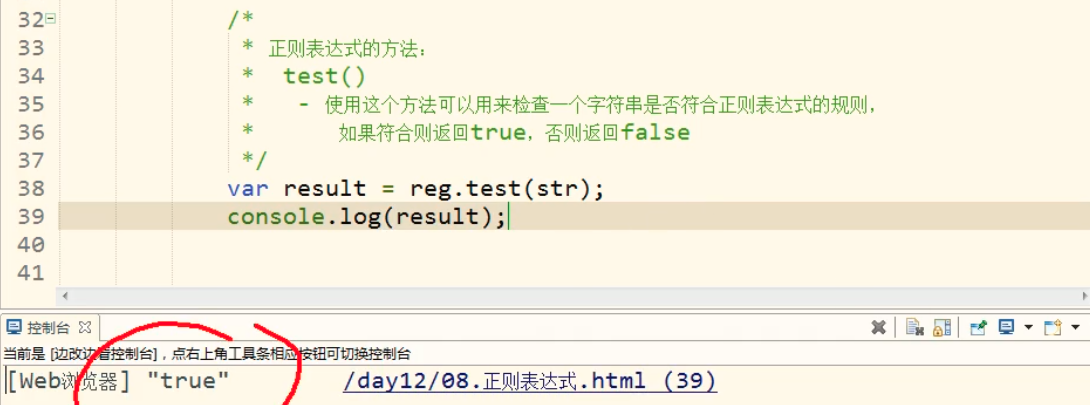 32 /*
33 * 正则表达式的方法：
34 * test()
35 * - 使用这个方法可以用来检查一个字符串是否符合正则表达式的规则，
36 * 如果符合则返回true，否则返回false
37 */
38 var result = reg.test(str);
39 console.log(result);
40
41
控制台
当前是 [边改边看控制台]，点右上角工具条相应按钮可切换控制台
[Web浏览器] "true" /day12/08.正则表达式.html (39)